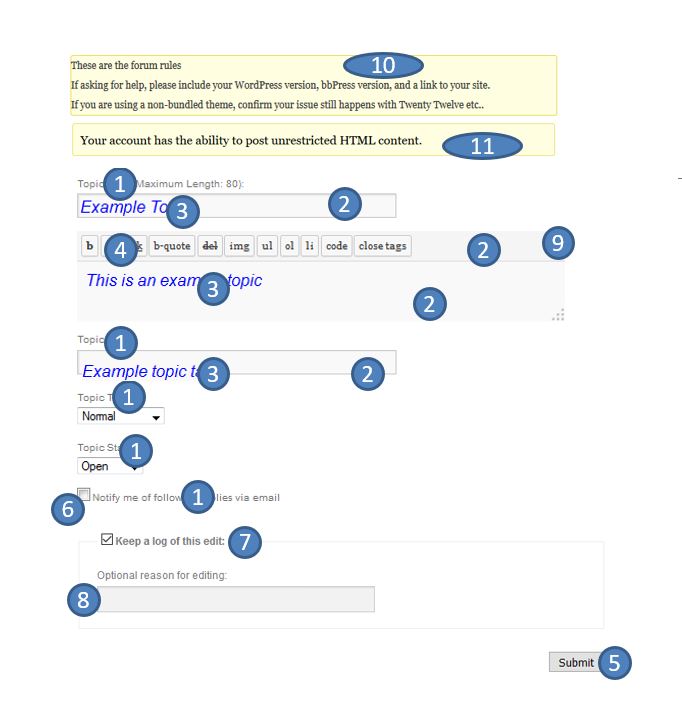 These are the forum rules 10
If asking for help, please include your WordPress version, bbPress version, and a link to your site.
If you are using a non-bundled theme, confirm your issue still happens with Twenty Twelve etc..
Your account has the ability to post unrestricted HTML content. 11
Topic 1 Maximum Length: 80):
Example To 3 2
b 4 b-quote del img ul ol li code close tags 2 9
This is an exam 3 topic
2
Topic 1
Example topic t 3 2
Topic T 1
Normal
Topic Sta 1
Open
6 Notify me of follow 1 plies via email
Keep a log of this edit: 7
Optional reason for editing:
8
Submit 5